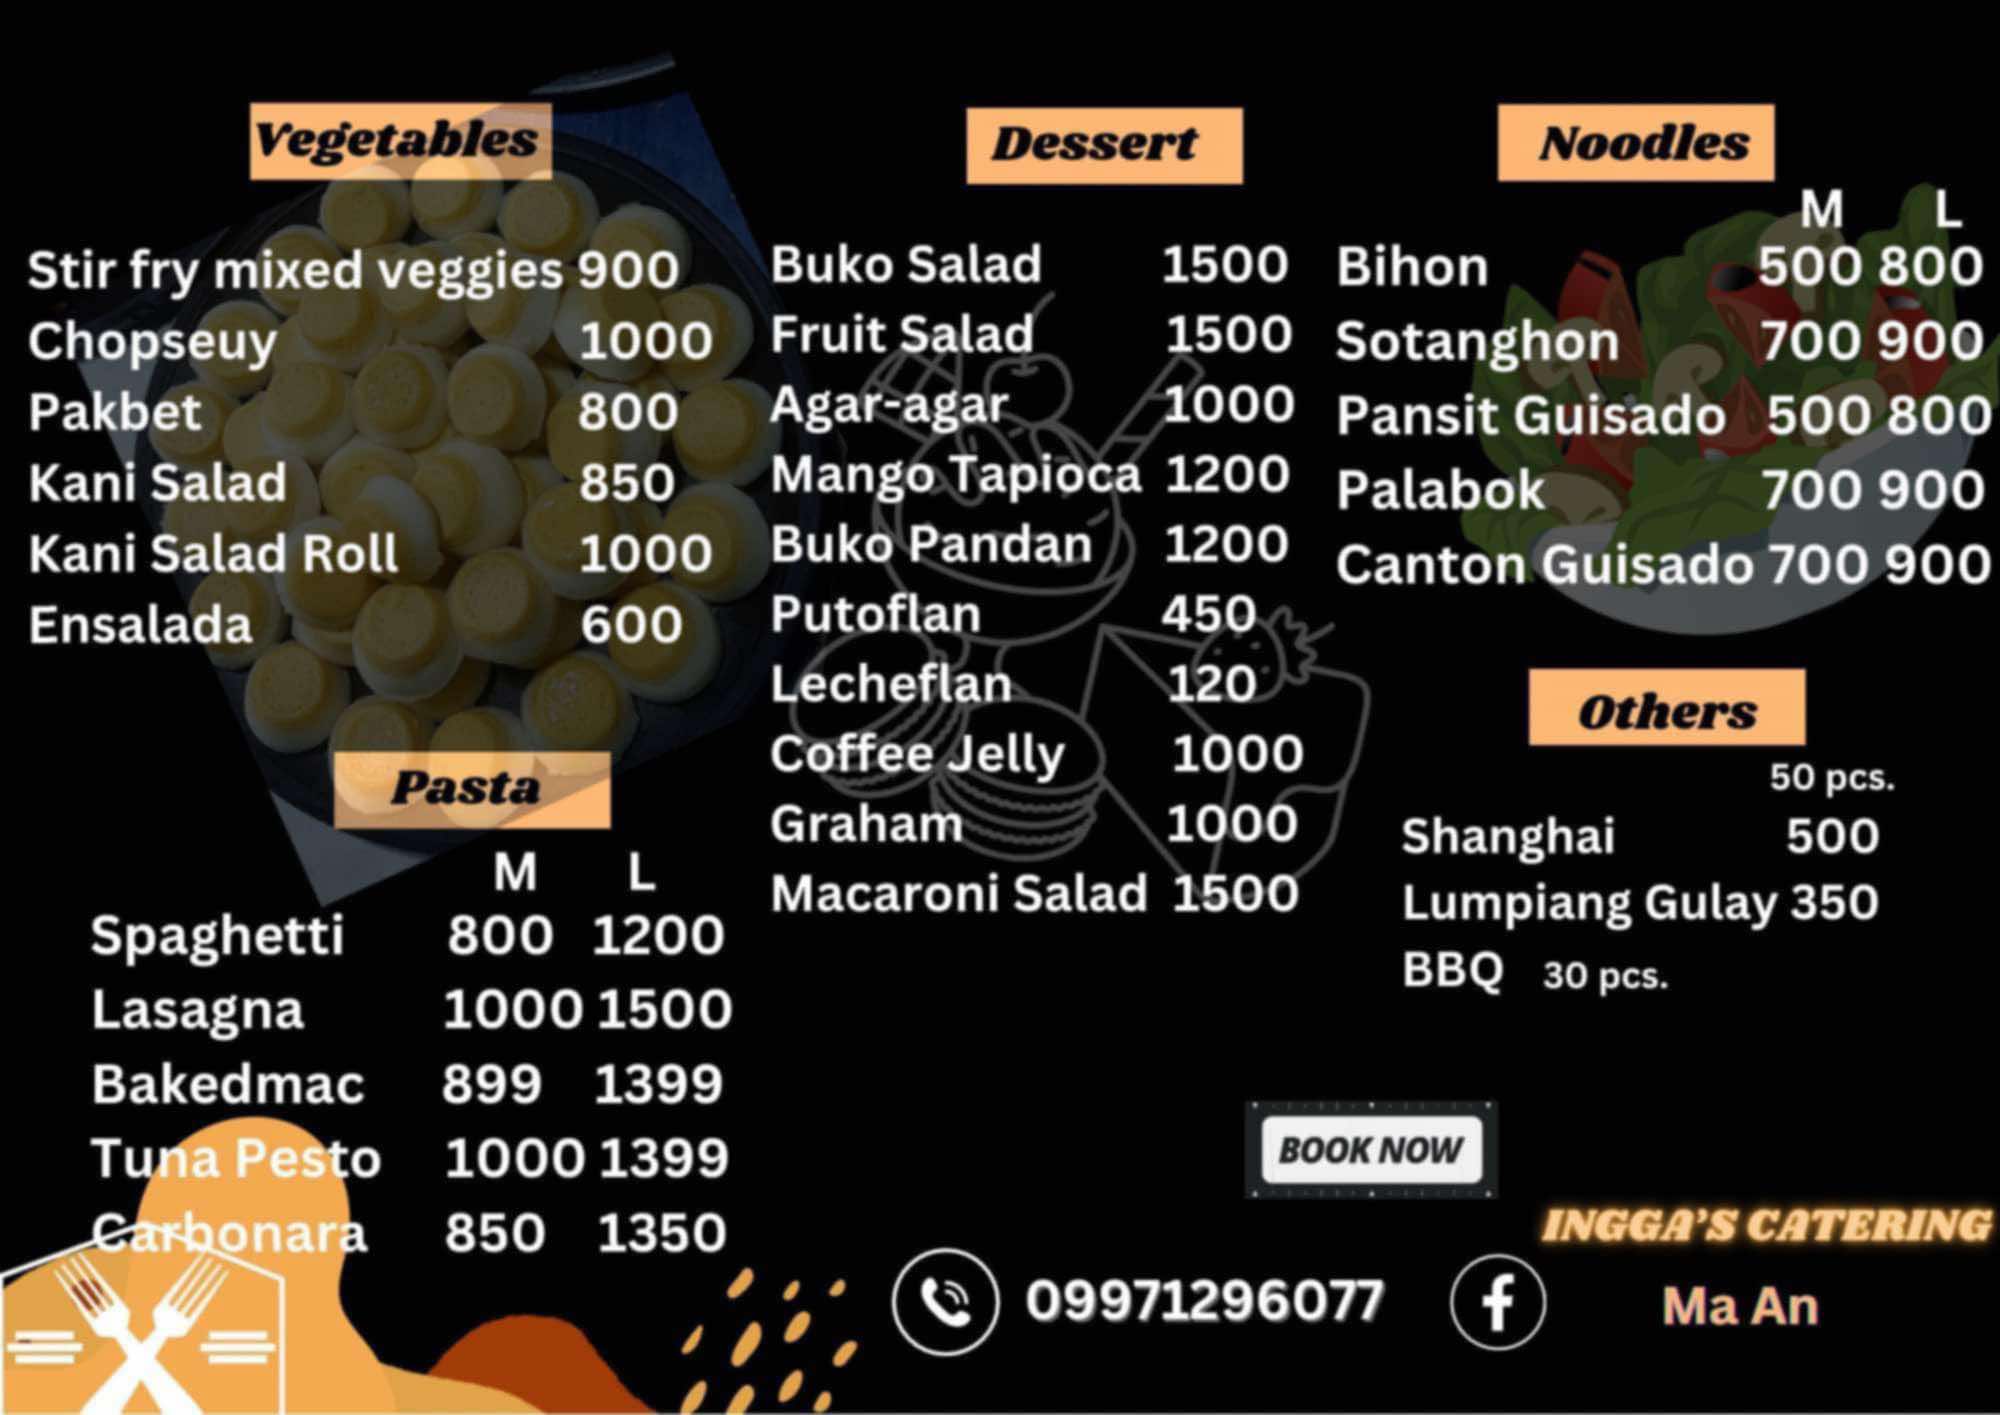 Vegetables
Stir fry mixed veggies 900
Chopseuy 1000
Pakbet 800
Kani Salad 850
Kani Salad Roll 1000
Ensalada 600
Pasta
M L
Spaghetti 800 1200
Lasagna 1000 1500
Bakedmac 899 1399
Tuna Pesto 1000 1399
Carbonara 850 1350
Dessert
Buko Salad 1500
Fruit Salad 1500
Agar-agar 1000
Mango Tapioca 1200
Buko Pandan 1200
Putoflan 450
Lecheflan 120
Coffee Jelly 1000
Graham 1000
Macaroni Salad 1500
Noodles
M L
Bihon 500 800
Sotanghon 700 900
Pansit Guisado 500 800
Palabok 700 900
Canton Guisado 700 900
Others
50 pcs.
Shanghai 500
Lumpiang Gulay 350
BBQ 30 pcs.
BOOK NOW
INGGA'S CATERING
09971296077
Ma An